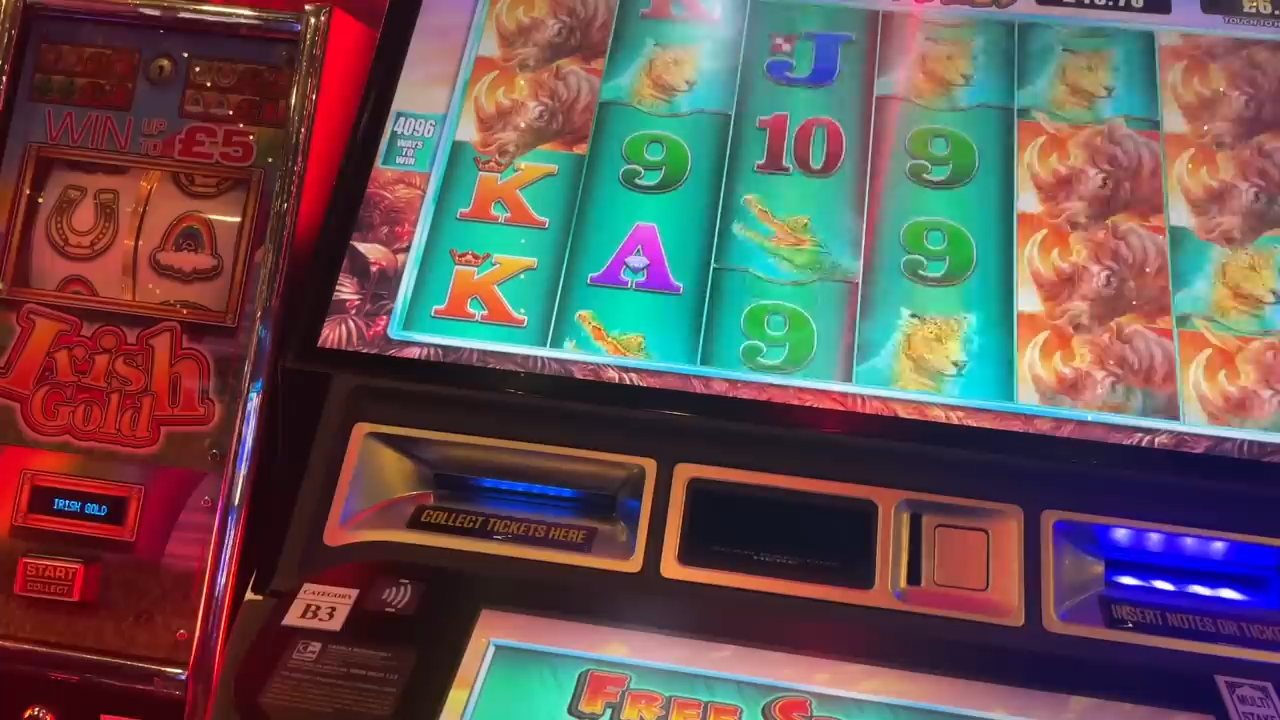 WIN UP TO £5
4096
WAYS
TO
WIN
K
J
10
9
9
K
A
9
K
9
Irish
Gold
IRISH GOLD
START
COLLECT
COLLECT TICKETS HERE
INSERT NOTES OR
CATEGORY
B3
FREE
MULTI